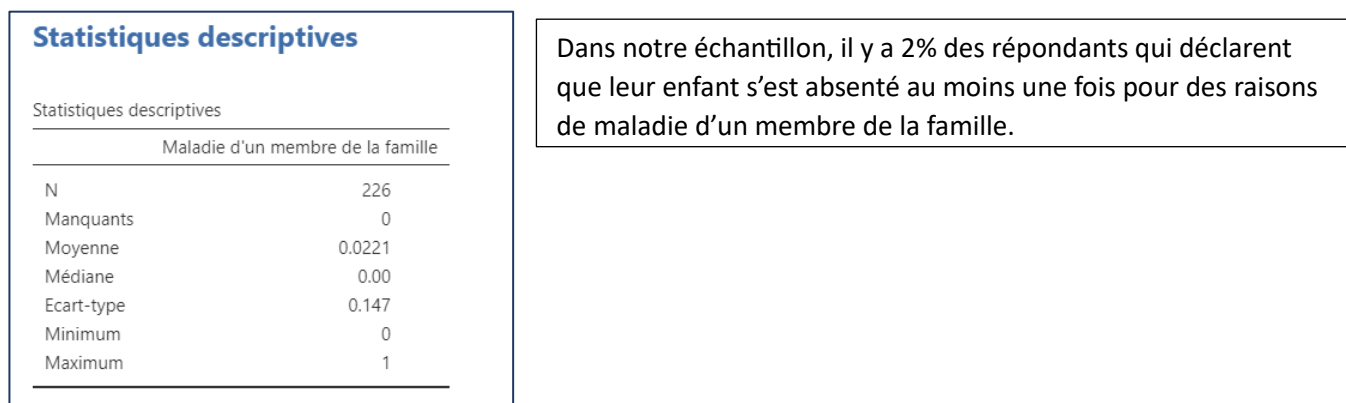 Statistiques descriptives
Statistiques descriptives
Maladie d'un membre de la famille
N 226
Manquants 0
Moyenne 0.0221
Médiane 0.00
Ecart-type 0.147
Minimum 0
Maximum 1
Dans notre échantillon, il y a 2% des répondants qui déclarent
que leur enfant s’est absenté au moins une fois pour des raisons
de maladie d’un membre de la famille.